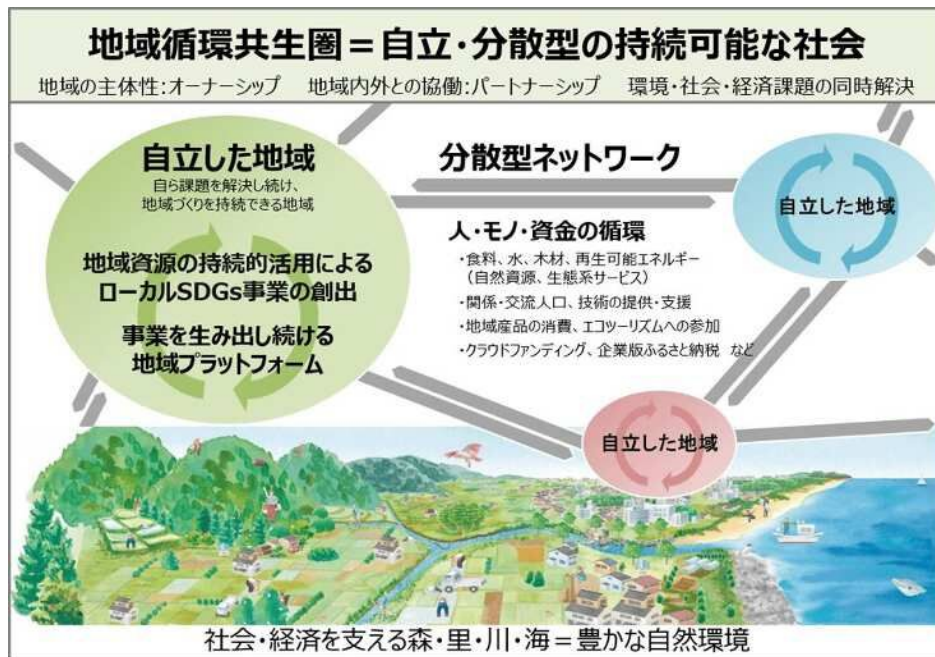 地域循環共生圏＝自立・分散型の持続可能な社会
地域の主体性:オーナーシップ　地域内外との協働:パートナーシップ　環境・社会・経済課題の同時解決
自立した地域
自ら課題を解決し続け、
地域づくりを持続できる地域
地域資源の持続的活用による
ローカルSDGs事業の創出
事業を生み出し続ける
地域プラットフォーム
分散型ネットワーク
人・モノ・資金の循環
・食料、水、木材、再生可能エネルギー
（自然資源、生態系サービス）
・関係・交流人口、技術の提供・支援
・地域産品の消費、エコツーリズムへの参加
・クラウドファンディング、企業版ふるさと納税　など
自立した地域
自立した地域
社会・経済を支える森・里・川・海＝豊かな自然環境